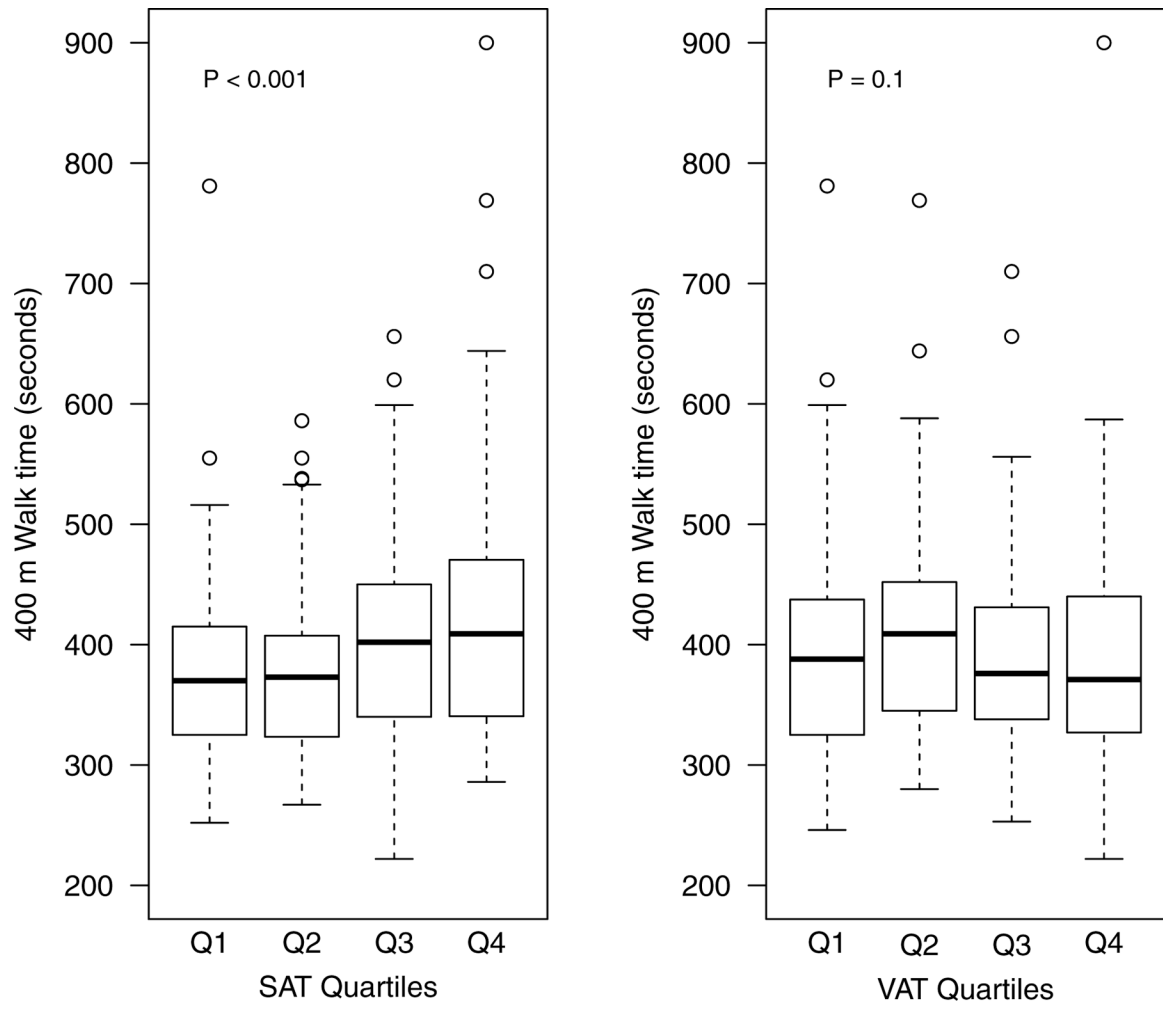 400 m Walk time (seconds)
900
800
700
600
500
400
300
200
P < 0.001
Q1 Q2 Q3 Q4
SAT Quartiles
400 m Walk time (seconds)
900
800
700
600
500
400
300
200
P = 0.1
Q1 Q2 Q3 Q4
VAT Quartiles